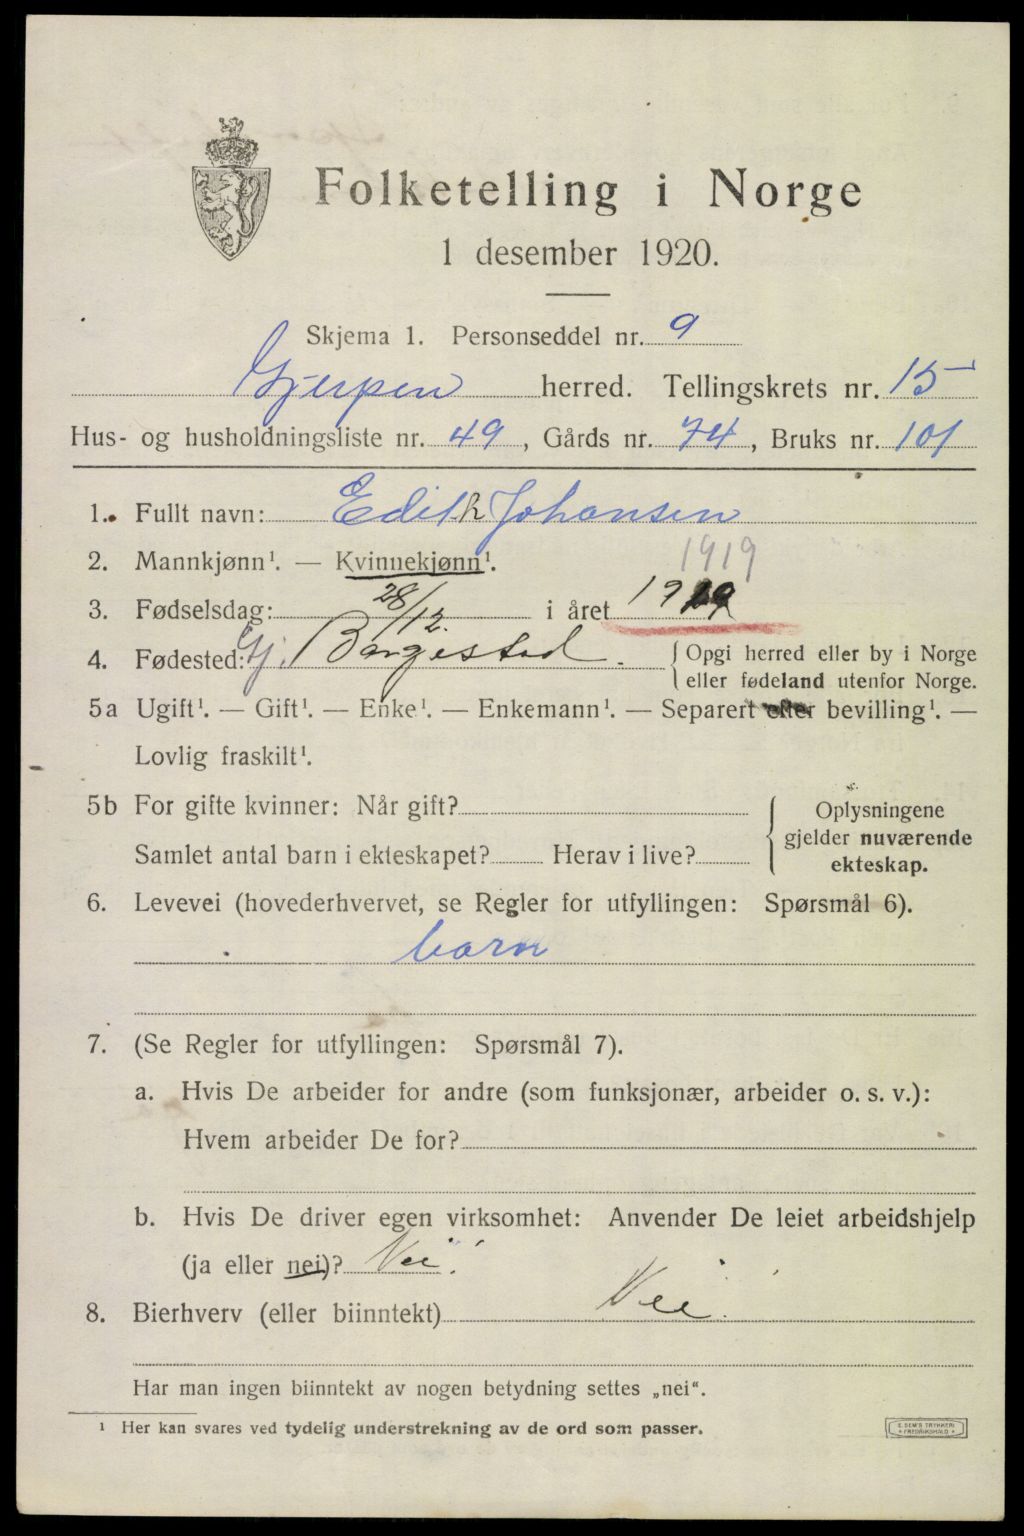 Folketelling i Norge
1 desember 1920.
Skjema 1. Personseddel nr. 9
Gjerpen herred. Tellingskrets nr. 15
Hus- og husholdningsliste nr. 49, Gårds nr. 74, Bruks nr. 101
1. Fullt navn: Edith Johansen
2. Mannkjønn¹. — Kvinnekjønn¹. 1919
3. Fødselsdag: 28/12. i året 1919
4. Fødested: Gj. Borgestad. Opgi herred eller by i Norge
eller fødeland utenfor Norge.
5a Ugift¹. — Gift¹. — Enke¹. — Enkemann¹. — Separert eller bevilling¹. —
Lovlig fraskilt¹.
5b For gifte kvinner: Når gift?
Samlet antal barn i ekteskapet? Herav i live?
Oplysningene
gjelder nuværende
ekteskap.
6. Levevei (hovederhvervet, se Regler for utfyllingen: Spørsmål 6).
barn
7. (Se Regler for utfyllingen: Spørsmål 7).
a. Hvis De arbeider for andre (som funksjonær, arbeider o. s. v.):
Hvem arbeider De for?
b. Hvis De driver egen virksomhet: Anvender De leiet arbeidshjelp
(ja eller nei)? Nei.
8. Bierhverv (eller biinntekt) Nei.
Har man ingen biinntekt av nogen betydning settes „nei“.
¹ Her kan svares ved tydelig understrekning av de ord som passer.
E. SEM'S TRYKKERI
• FREDRIKSHALD •